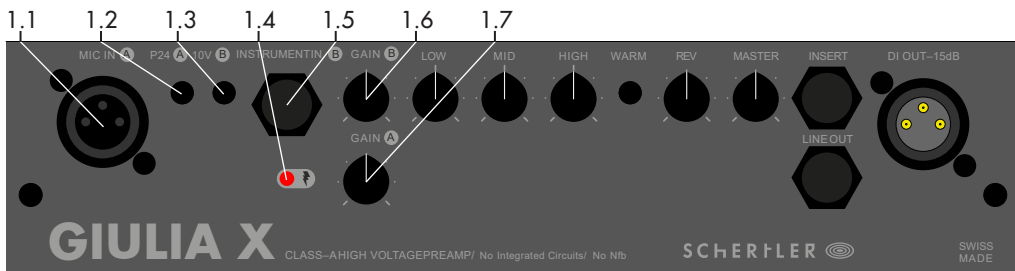 1.1 1.2 1.3 1.4 1.5 1.6 1.7
MIC IN A P24 A 10V B INSTRUMENTIN B GAIN B LOW MID HIGH WARM REV MASTER INSERT DI OUT–15dB
GAIN A LINE OUT
GIULIA X CLASS–AHIGH VOLTAGEPREAMP/ No Integrated Circuits/ No Nfb SCHERTLER SWISS
MADE